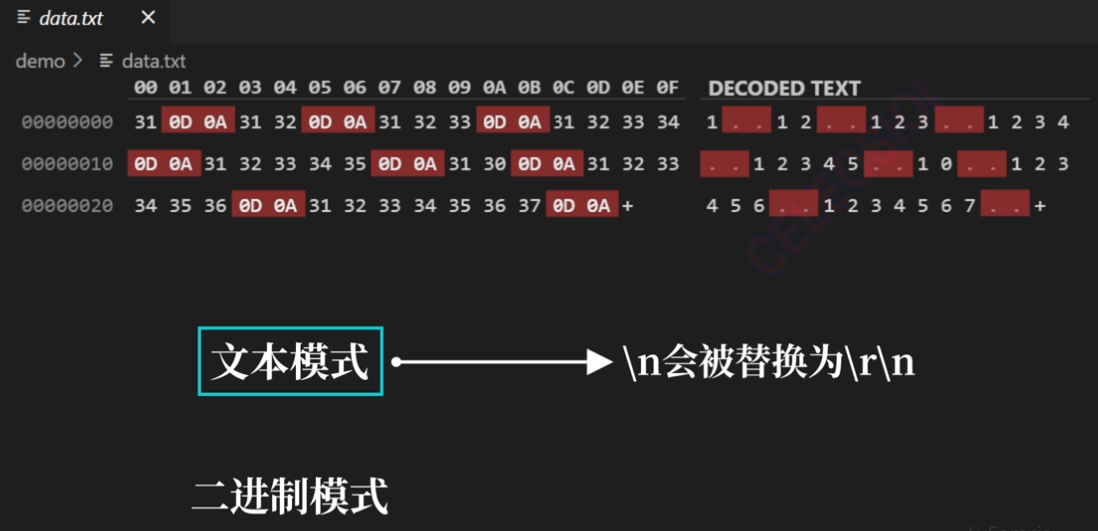 data.txt ×
demo > data.txt
00 01 02 03 04 05 06 07 08 09 0A 0B 0C 0D 0E 0F DECODED TEXT
00000000 31 0D 0A 31 32 0D 0A 31 32 33 0D 0A 31 32 33 34 1 . . 1 2 . . 1 2 3 . . 1 2 3 4
00000010 0D 0A 31 32 33 34 35 0D 0A 31 30 0D 0A 31 32 33 . . 1 2 3 4 5 . . 1 0 . . 1 2 3
00000020 34 35 36 0D 0A 31 32 33 34 35 36 37 0D 0A + 4 5 6 . . 1 2 3 4 5 6 7 . . +
文本模式 \n会被替换为\r\n
二进制模式